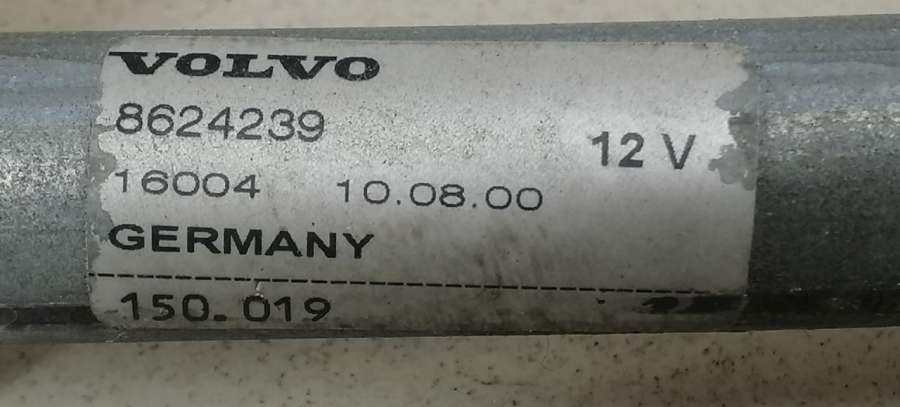 VOLVO
8624239
12 V
16004 10.08.00
GERMANY
150.019